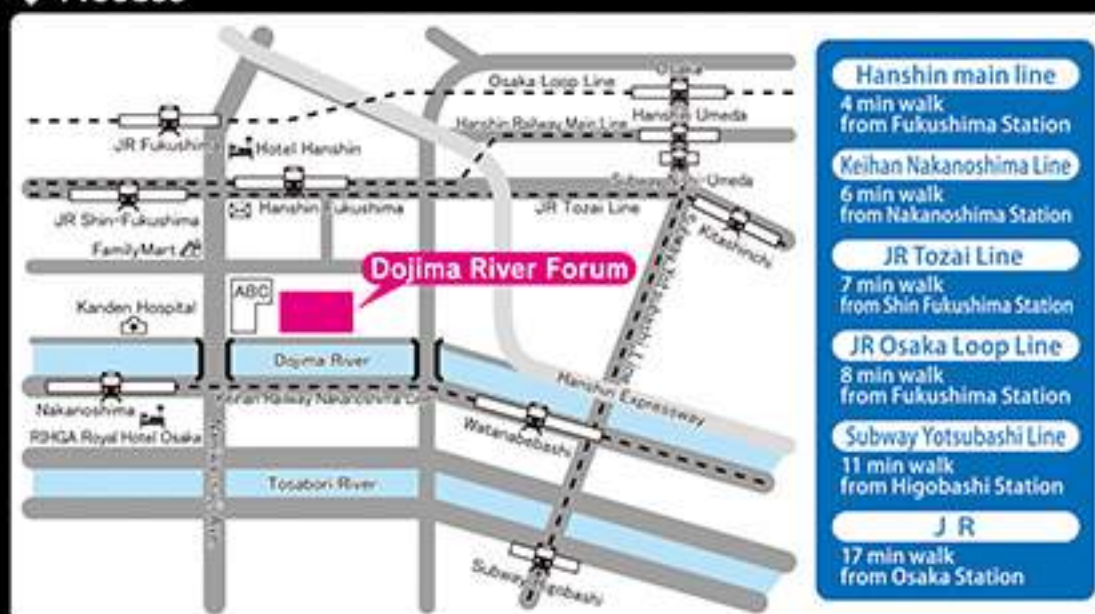 Osaka
Osaka Loop Line
JR Fukushima
Hotel Hanshin
Hanshin Railway Main Line
Hanshin Umeda
JR Shin-Fukushima
Hanshin Fukushima
JR Tozai Line
Kitashinchi
FamilyMart
Dojima River Forum
ABC
Kanden Hospital
Dojima River
Hanshin Expressway
Nakanoshima
Keihan Railway Nakanoshima Line
RIHGA Royal Hotel Osaka
Watanabebashi
Tosabori River
Subway Higobashi
Hanshin main line
4 min walk
from Fukushima Station
Keihan Nakanoshima Line
6 min walk
from Nakanoshima Station
JR Tozai Line
7 min walk
from Shin Fukushima Station
JR Osaka Loop Line
8 min walk
from Fukushima Station
Subway Yotsubashi Line
11 min walk
from Higobashi Station
J R
17 min walk
from Osaka Station